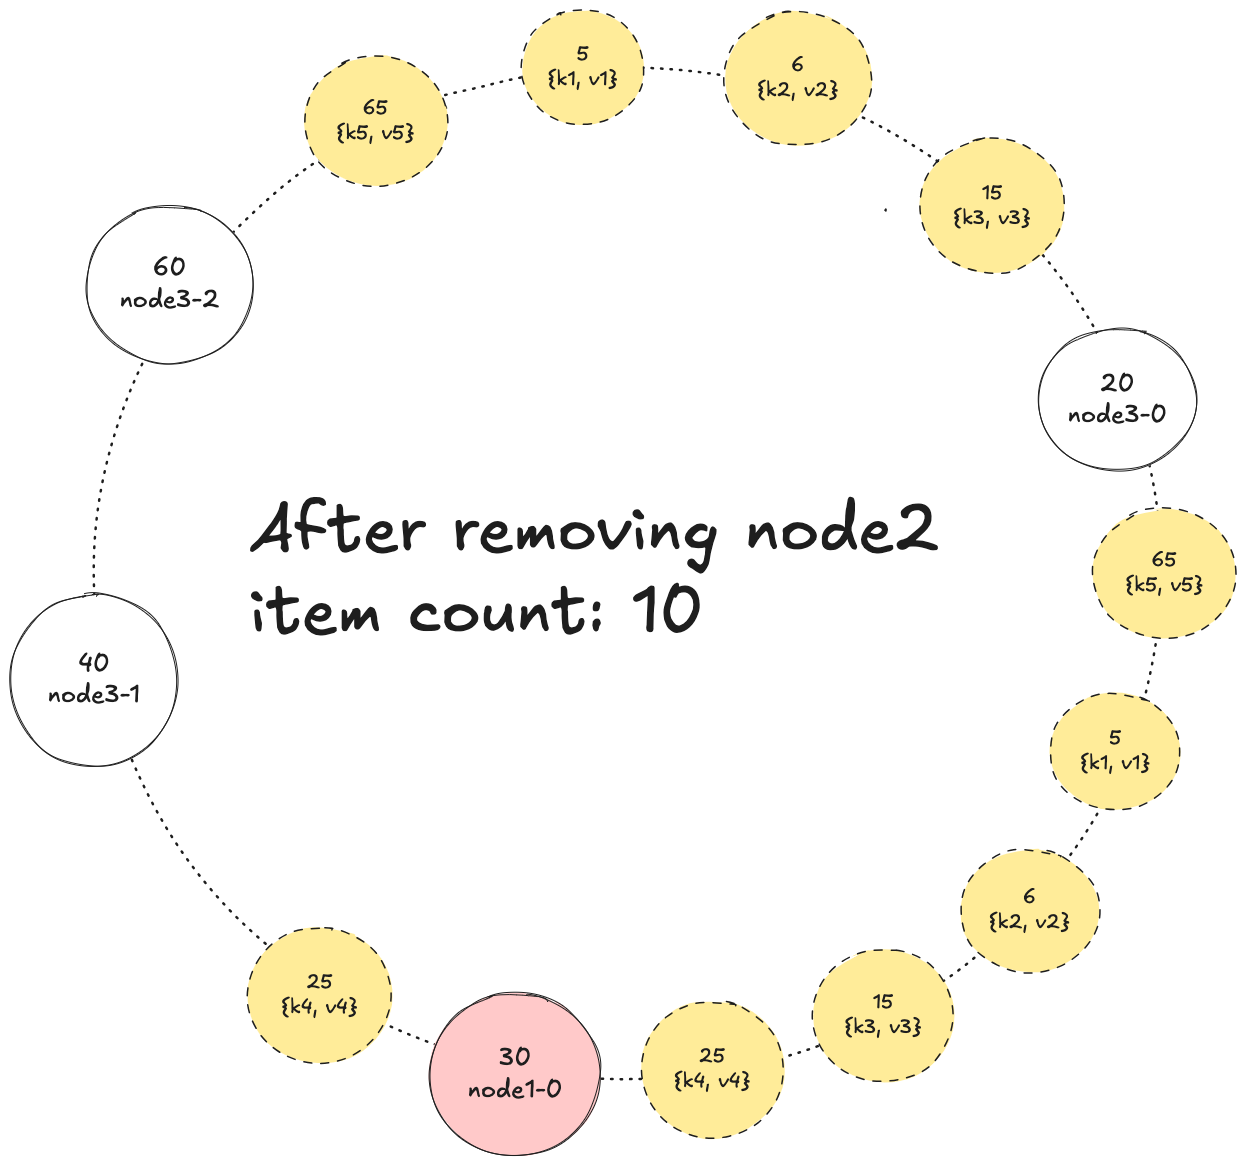 5
{k1, v1}
6
{k2, v2}
65
{k5, v5}
15
{k3, v3}
60
node3-2
20
node3-0
After removing node2
item count: 10
65
{k5, v5}
40
node3-1
5
{k1, v1}
6
{k2, v2}
25
{k4, v4}
15
{k3, v3}
30
node1-0
25
{k4, v4}